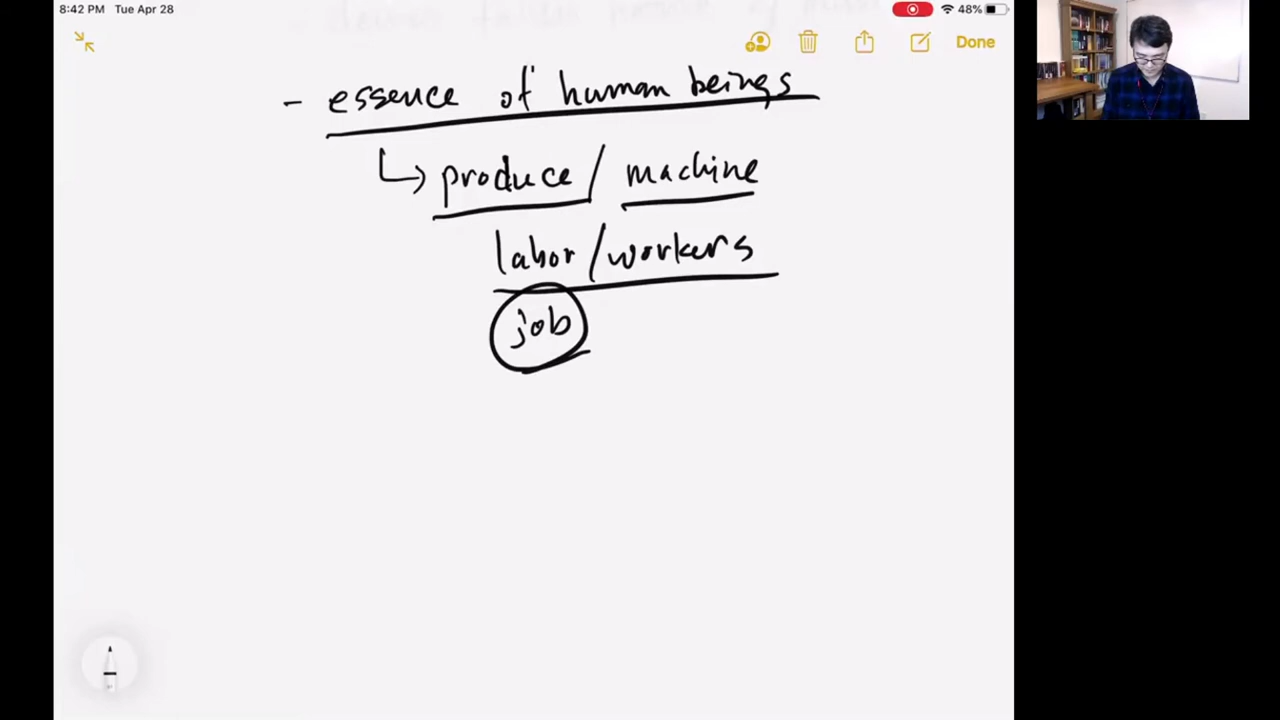 8:42 PM Tue Apr 28
48%
Done
- essence of human beings
↳ produce / machine
labor / workers
job